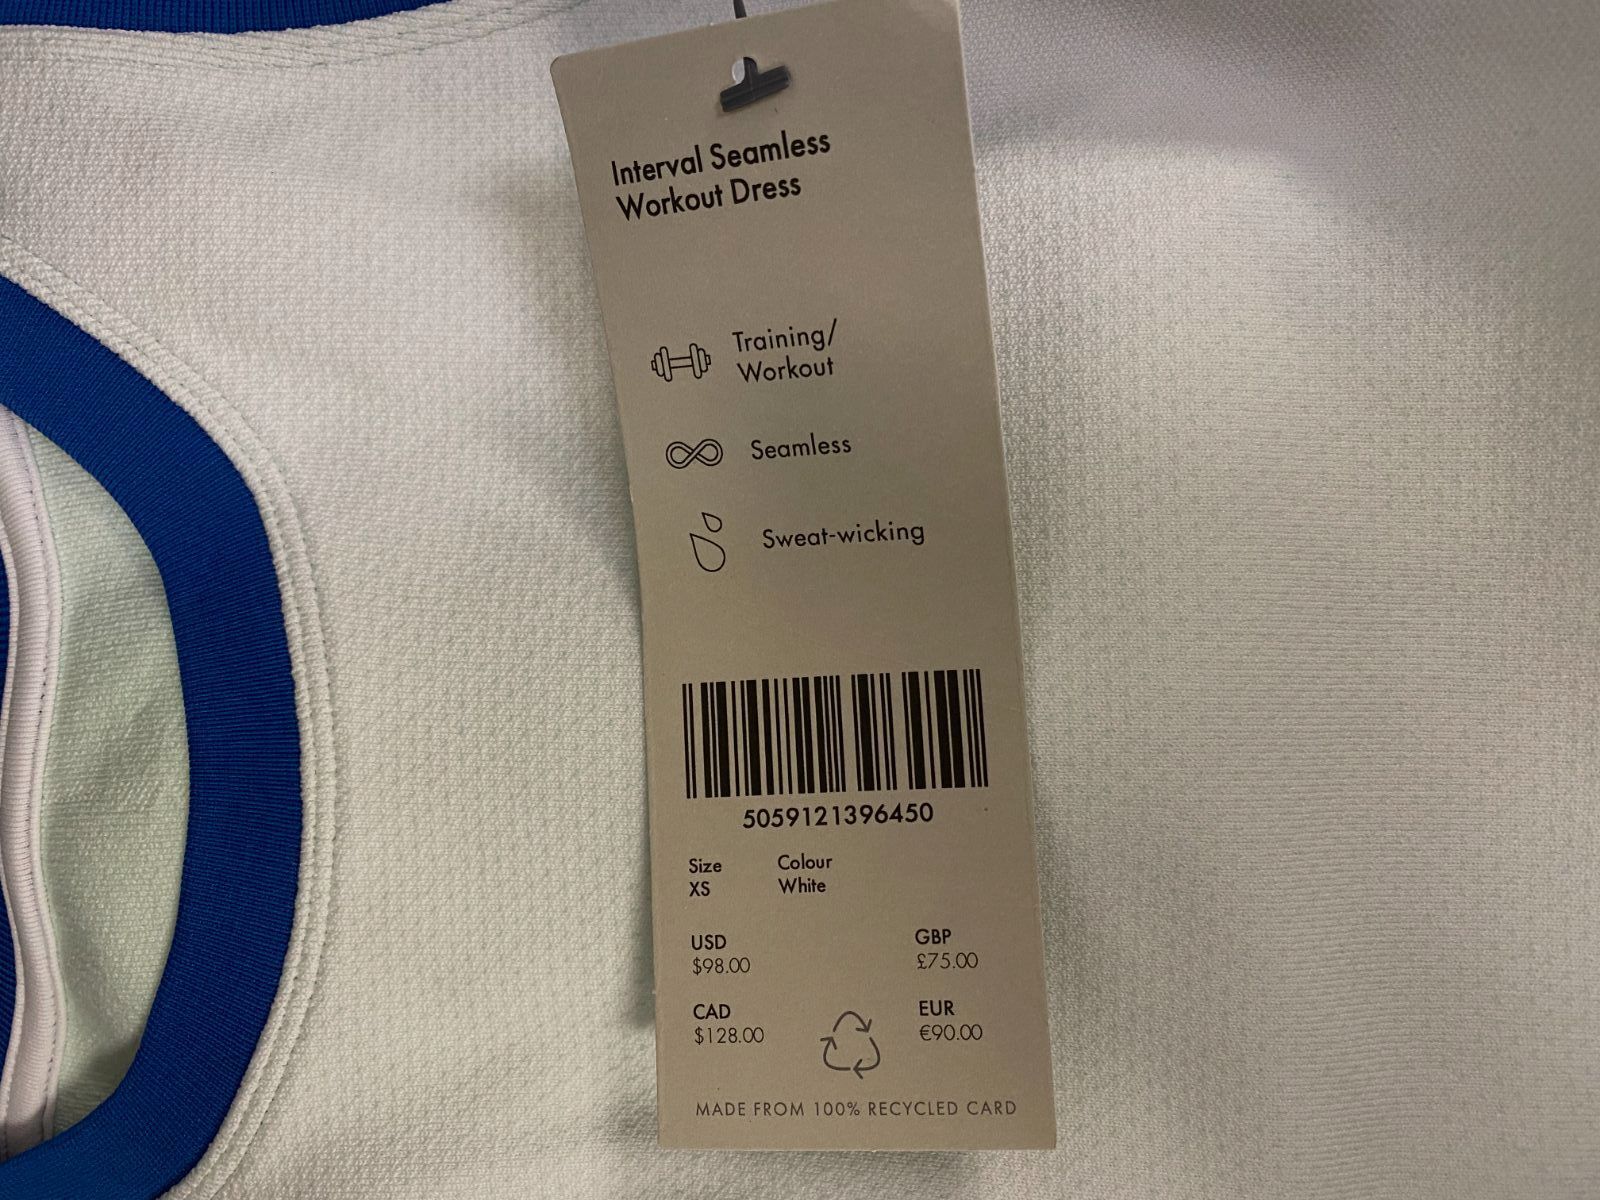 Interval Seamless
Workout Dress
Training/
Workout
Seamless
Sweat-wicking
5059121396450
Size Colour
XS White
USD GBP
$98.00 £75.00
CAD EUR
$128.00 €90.00
MADE FROM 100% RECYCLED CARD